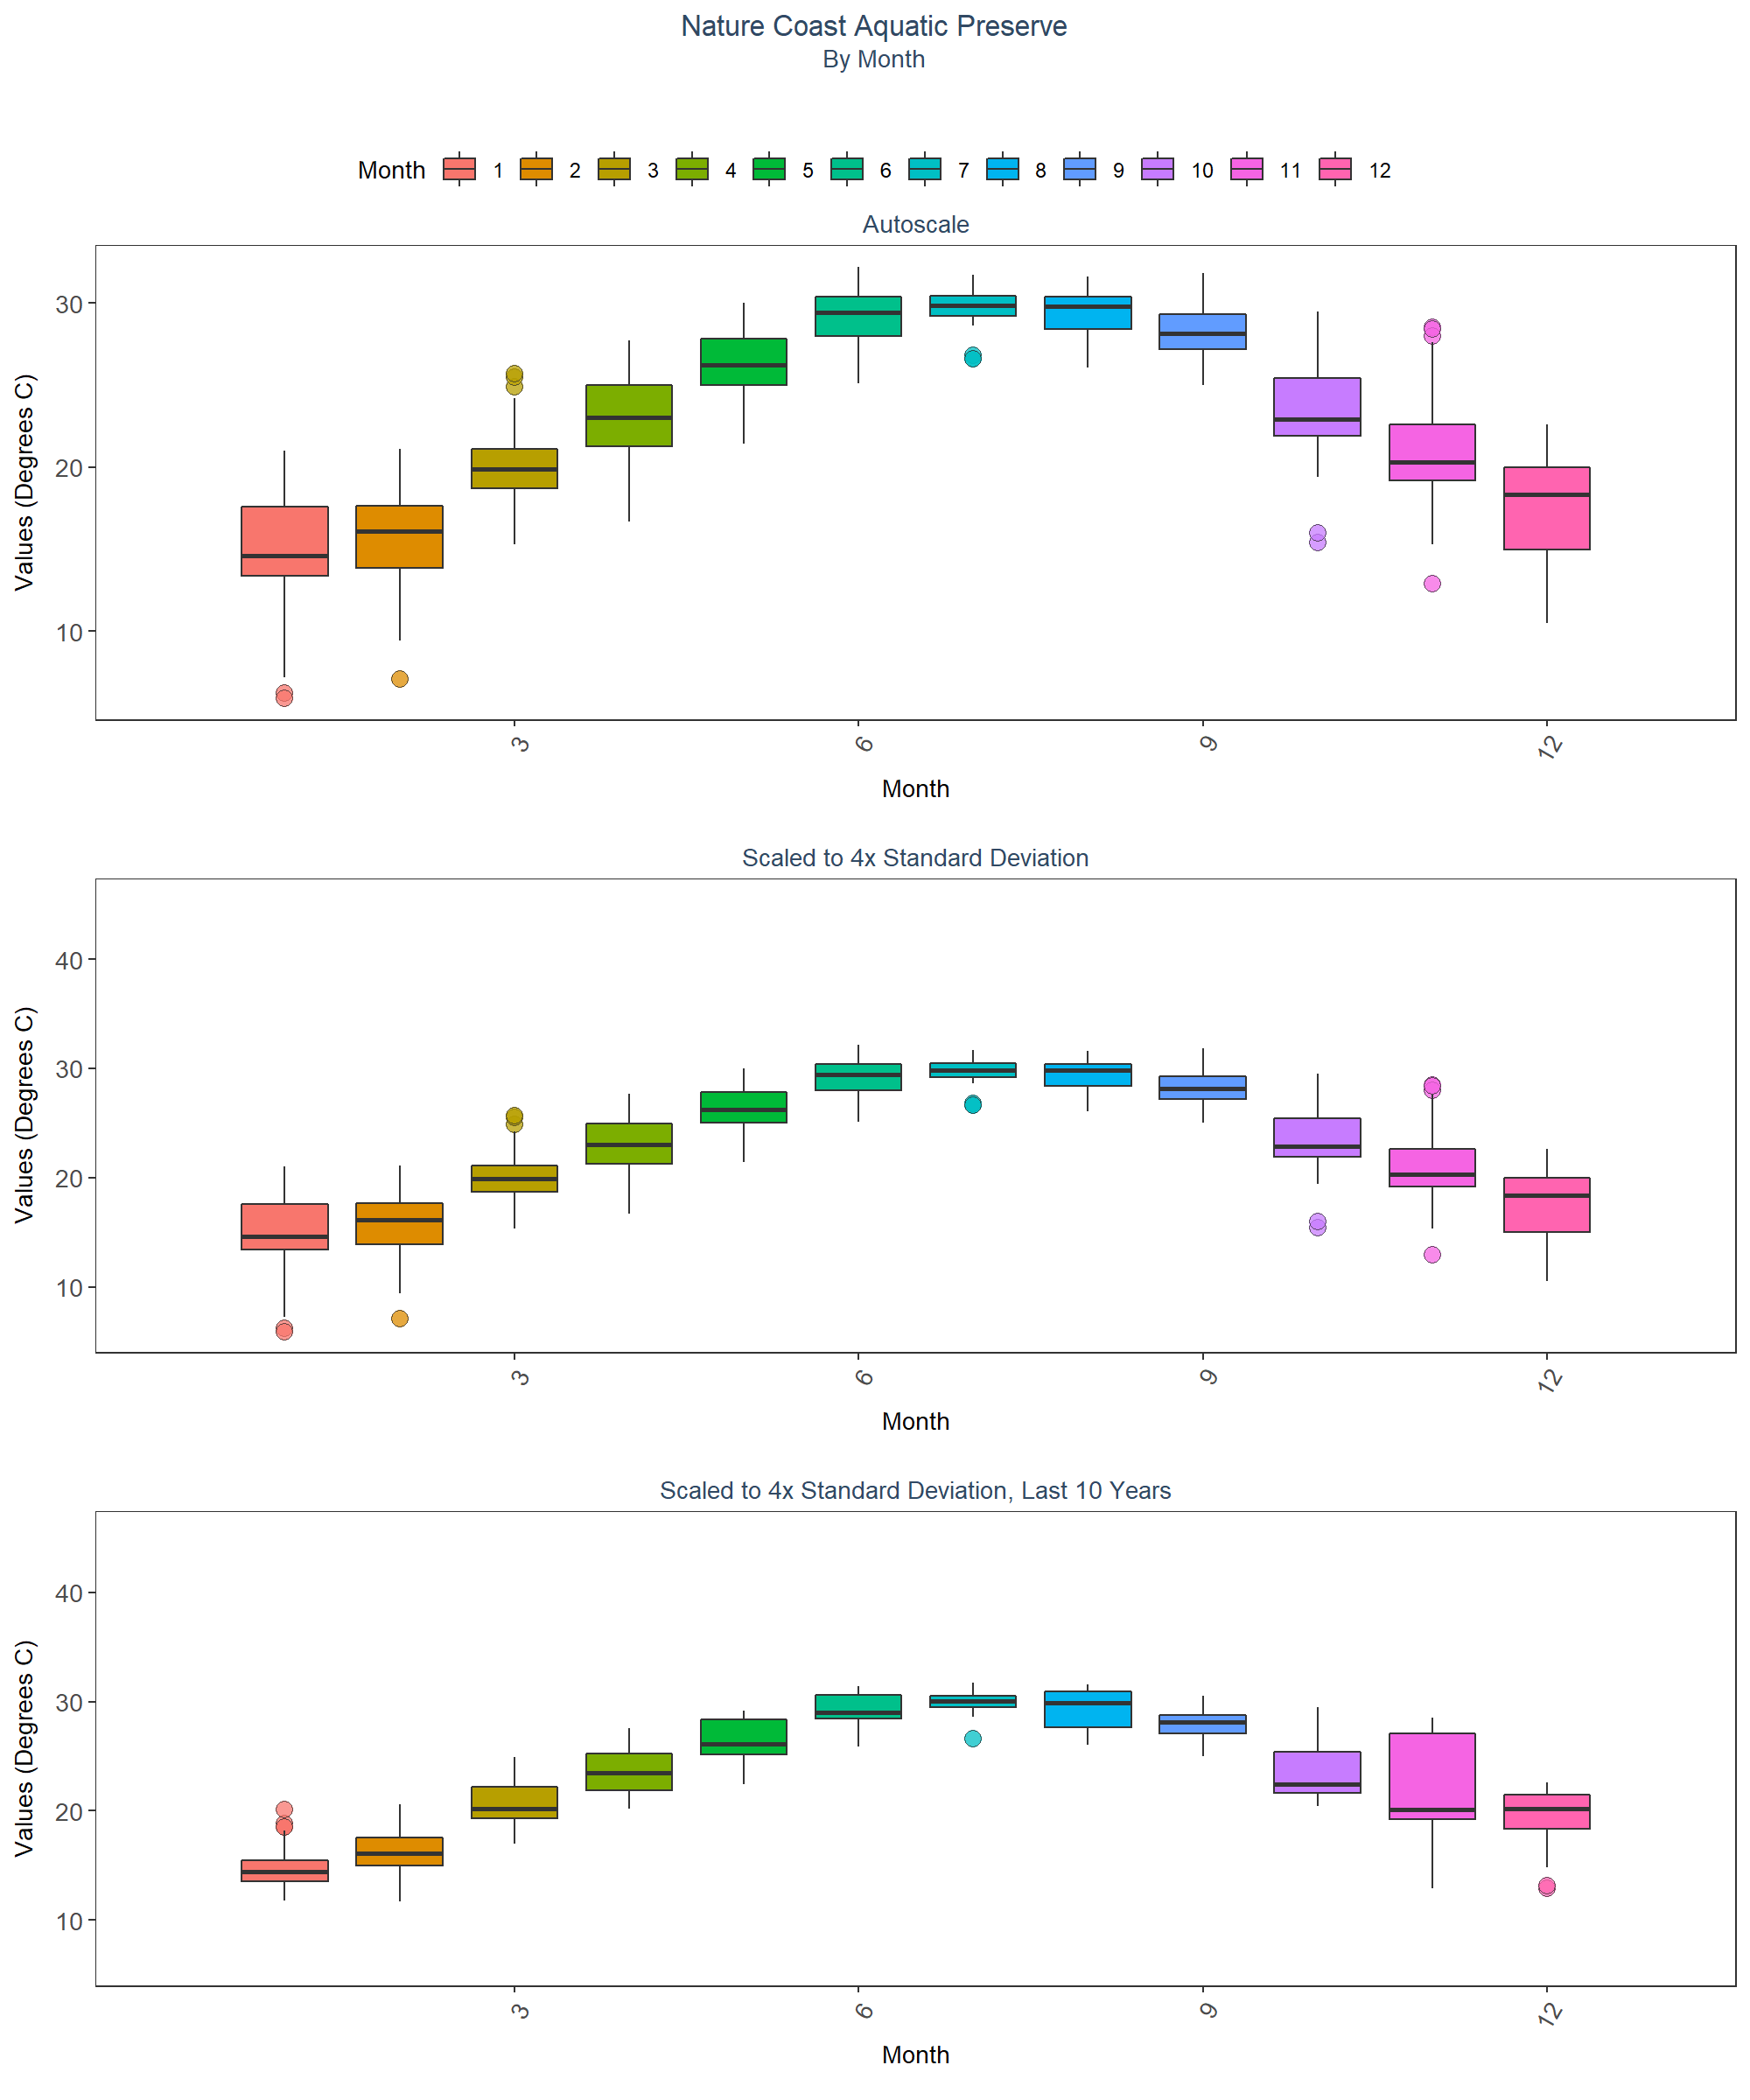 Nature Coast Aquatic Preserve
By Month
Month 1 2 3 4 5 6 7 8 9 10 11 12
Autoscale
Values (Degrees C)
30
20
10
3 6 9 12
Month
Scaled to 4x Standard Deviation
Values (Degrees C)
40
30
20
10
3 6 9 12
Month
Scaled to 4x Standard Deviation, Last 10 Years
Values (Degrees C)
40
30
20
10
3 6 9 12
Month